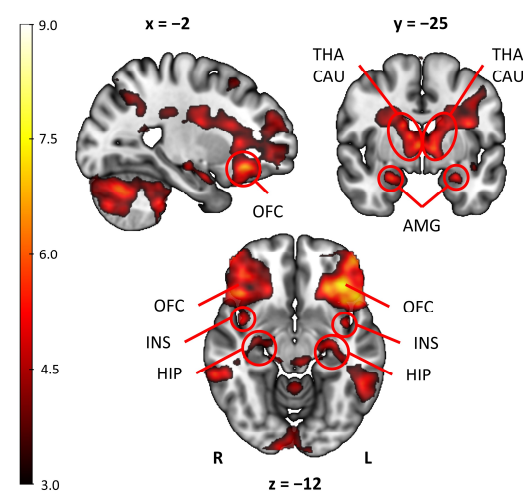 9.0
7.5
6.0
4.5
3.0
x = −2
OFC
y = −25
THA
CAU
THA
CAU
AMG
OFC
INS
HIP
OFC
INS
HIP
R
L
z = −12